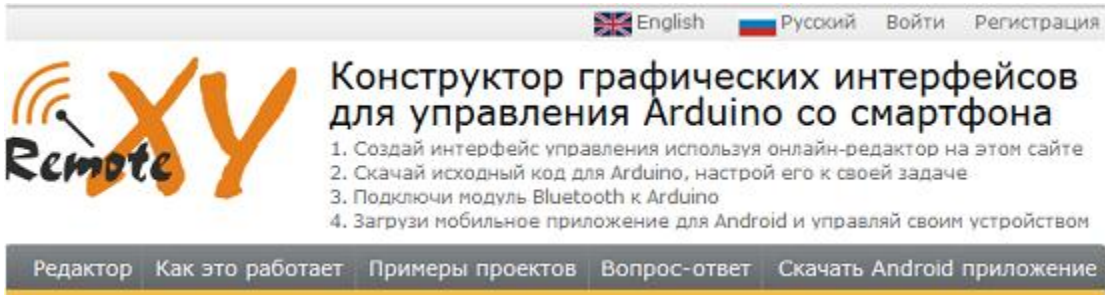 English Русский Войти Регистрация
Remote XY
Конструктор графических интерфейсов
для управления Arduino со смартфона
1. Создай интерфейс управления используя онлайн-редактор на этом сайте
2. Скачай исходный код для Arduino, настрой его к своей задаче
3. Подключи модуль Bluetooth к Arduino
4. Загрузи мобильное приложение для Android и управляй своим устройством
Редактор Как это работает Примеры проектов Вопрос-ответ Скачать Android приложение